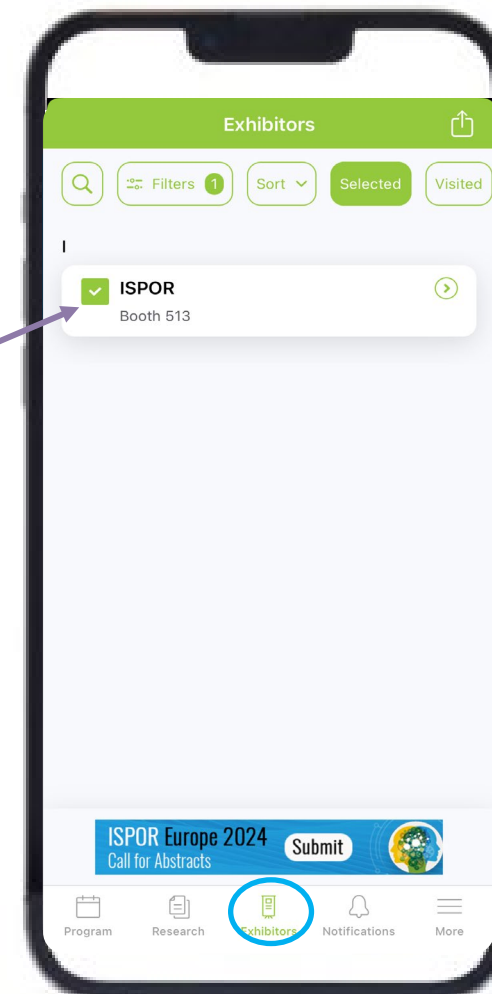 Exhibitors
Filters 1
Sort
Selected
Visited
I
ISPOR
Booth 513
ISPOR Europe 2024
Call for Abstracts
Submit
Program
Research
Exhibitors
Notifications
More